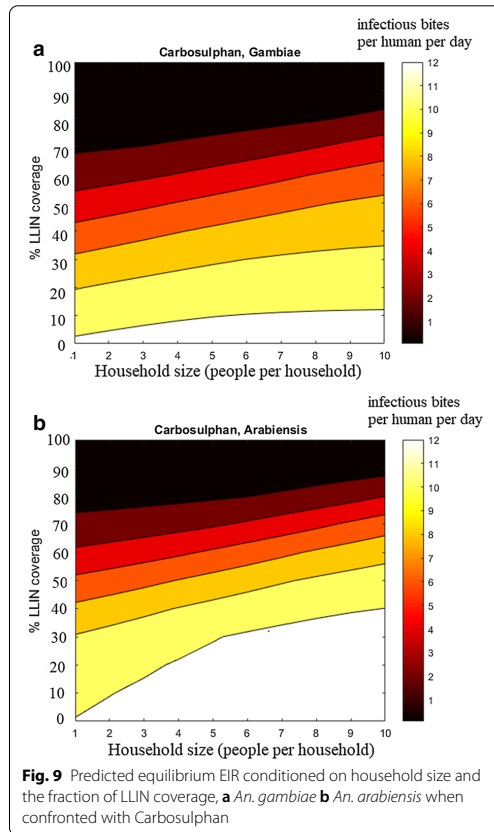 infectious bites
per human per day
a
Carbosulphan, Gambiae
% LLIN coverage
100
90
80
70
60
50
40
30
20
10
0
1 2 3 4 5 6 7 8 9 10
Household size (people per household)
12
11
10
9
8
7
6
5
4
3
2
1
infectious bites
per human per day
b
Carbosulphan, Arabiensis
% LLIN coverage
100
90
80
70
60
50
40
30
20
10
0
1 2 3 4 5 6 7 8 9 10
Household size (people per household)
12
11
10
9
8
7
6
5
4
3
2
1
Fig. 9 Predicted equilibrium EIR conditioned on household size and
the fraction of LLIN coverage, a An. gambiae b An. arabiensis when
confronted with Carbosulphan